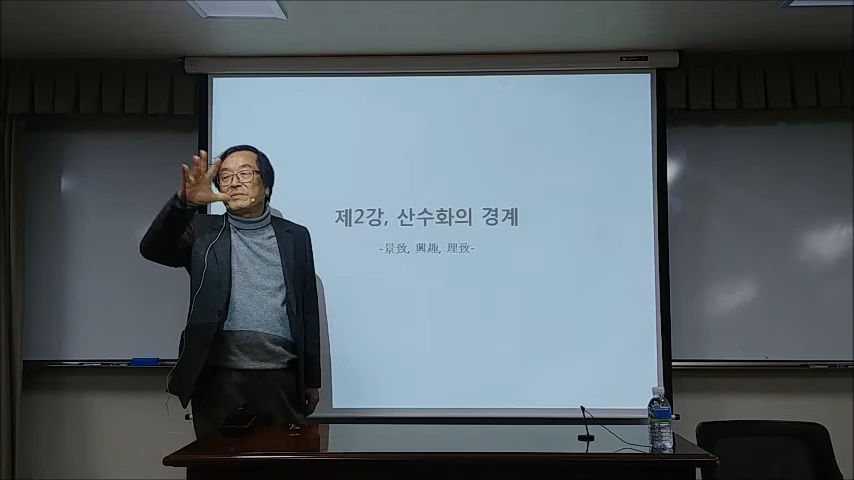 제2강, 산수화의 경계
-景致, 興趣, 理致-